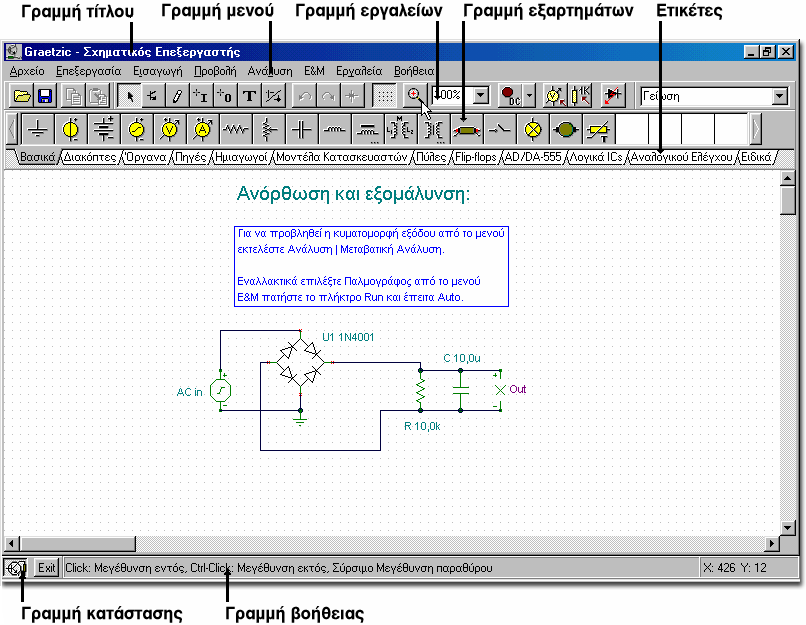 Γραμμή τίτλου Γραμμή μενού Γραμμή εργαλείων Γραμμή εξαρτημάτων Ετικέτες
Graetzic - Σχηματικός Επεξεργαστής
Αρχείο Επεξεργασία Εισαγωγή Προβολή Ανάλυση Ε&Μ Εργαλεία Βοήθεια
T 100% DC Γείωση
Βασικά Διακόπτες Όργανα Πηγές Ημιαγωγοί Μοντέλα Κατασκευαστών Πύλες Flip-flops AD/DA-555 Λογικά ICs Αναλογικού Ελέγχου Ειδικά
Ανόρθωση και εξομάλυνση:
Για να προβληθεί η κυματομορφή εξόδου από το μενού
εκτελέστε Ανάλυση | Μεταβατική Ανάλυση.
Εναλλακτικά επιλέξτε Παλμογράφος από το μενού
Ε&Μ πατήστε το πλήκτρο Run και έπειτα Auto.
U1 1N4001
C 10,0u
AC in
Out
R 10,0k
Exit Click: Μεγέθυνση εντός, Ctrl-Click: Μεγέθυνση εκτός, Σύρσιμο Μεγέθυνση παραθύρου X: 426 Y: 12
Γραμμή κατάστασης Γραμμή βοήθειας